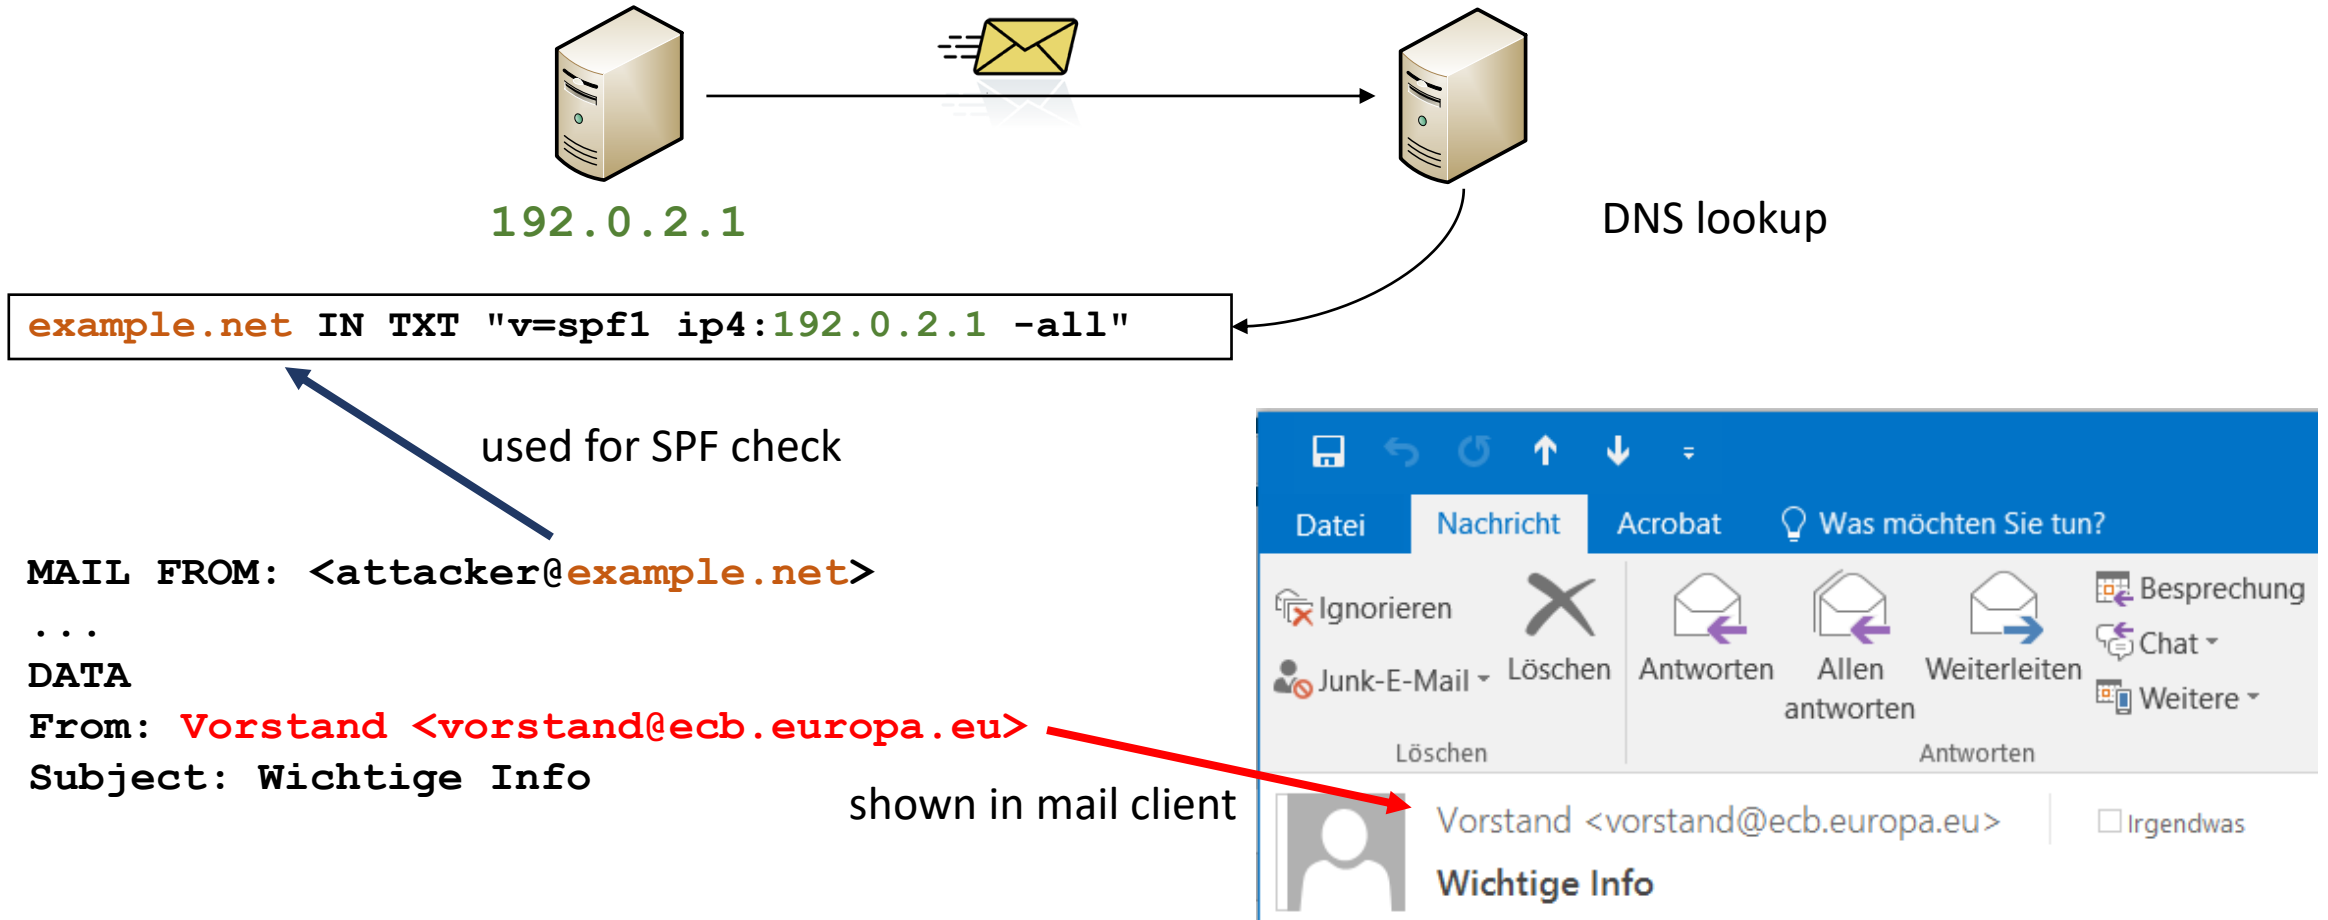 192.0.2.1
DNS lookup
example.net IN TXT "v=spf1 ip4:192.0.2.1 -all"
used for SPF check
MAIL FROM: <attacker@example.net>
...
DATA
From: Vorstand <vorstand@ecb.europa.eu>
Subject: Wichtige Info
shown in mail client
Datei Nachricht Acrobat Was möchten Sie tun?
Ignorieren
Junk-E-Mail
Löschen
Löschen
Antworten
Allen
antworten
Weiterleiten
Besprechung
Chat
Weitere
Antworten
Vorstand <vorstand@ecb.europa.eu>
Irgendwas
Wichtige Info